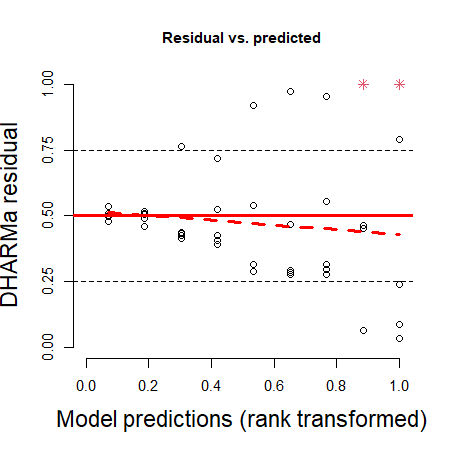 Residual vs. predicted
DHARMa residual
1.00
0.75
0.50
0.25
0.00
0.0 0.2 0.4 0.6 0.8 1.0
Model predictions (rank transformed)